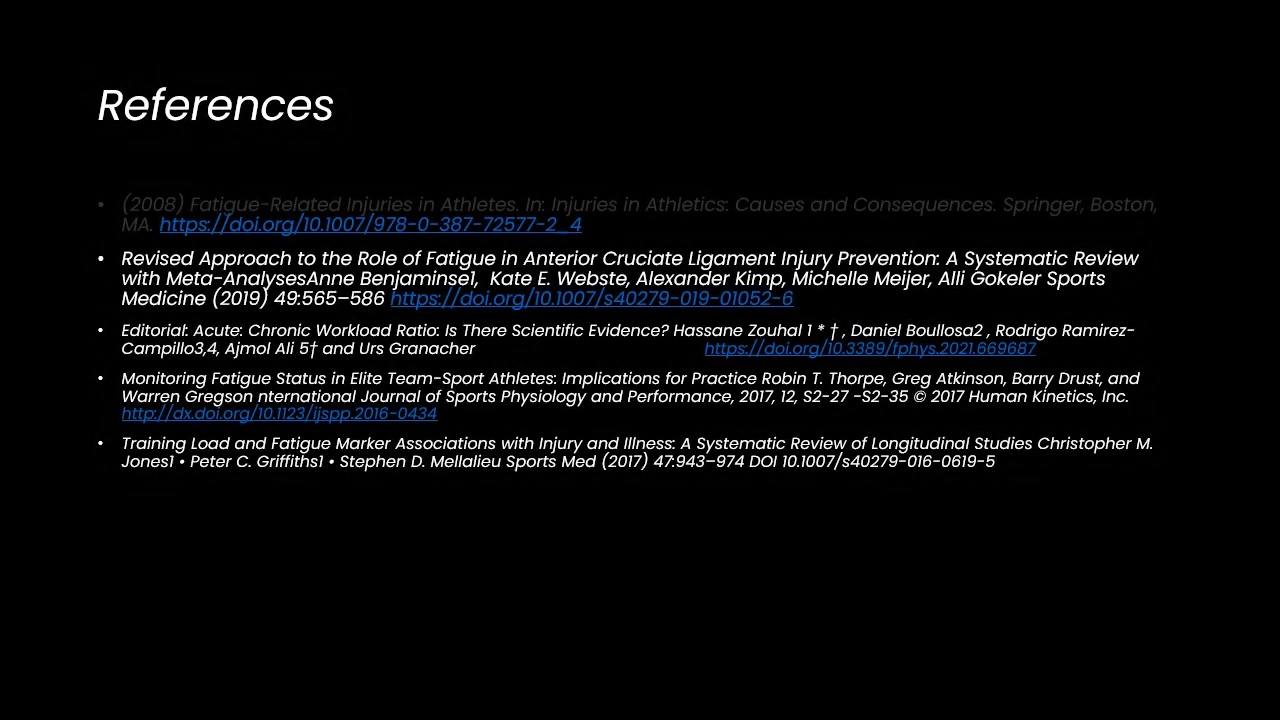 References
• (2008) Fatigue-Related Injuries in Athletes. In: Injuries in Athletics: Causes and Consequences. Springer, Boston,
MA. https://doi.org/10.1007/978-0-387-72577-2_4
• Revised Approach to the Role of Fatigue in Anterior Cruciate Ligament Injury Prevention: A Systematic Review
with Meta-AnalysesAnne Benjaminse1, Kate E. Webste, Alexander Kimp, Michelle Meijer, Alli Gokeler Sports
Medicine (2019) 49:565–586 https://doi.org/10.1007/s40279-019-01052-6
• Editorial: Acute: Chronic Workload Ratio: Is There Scientific Evidence? Hassane Zouhal 1 * † , Daniel Boullosa2 , Rodrigo Ramirez-
Campillo3,4, Ajmol Ali 5† and Urs Granacher https://doi.org/10.3389/fphys.2021.669687
• Monitoring Fatigue Status in Elite Team-Sport Athletes: Implications for Practice Robin T. Thorpe, Greg Atkinson, Barry Drust, and
Warren Gregson nternational Journal of Sports Physiology and Performance, 2017, 12, S2-27 -S2-35 © 2017 Human Kinetics, Inc.
http://dx.doi.org/10.1123/ijspp.2016-0434
• Training Load and Fatigue Marker Associations with Injury and Illness: A Systematic Review of Longitudinal Studies Christopher M.
Jones1 • Peter C. Griffiths1 • Stephen D. Mellalieu Sports Med (2017) 47:943–974 DOI 10.1007/s40279-016-0619-5